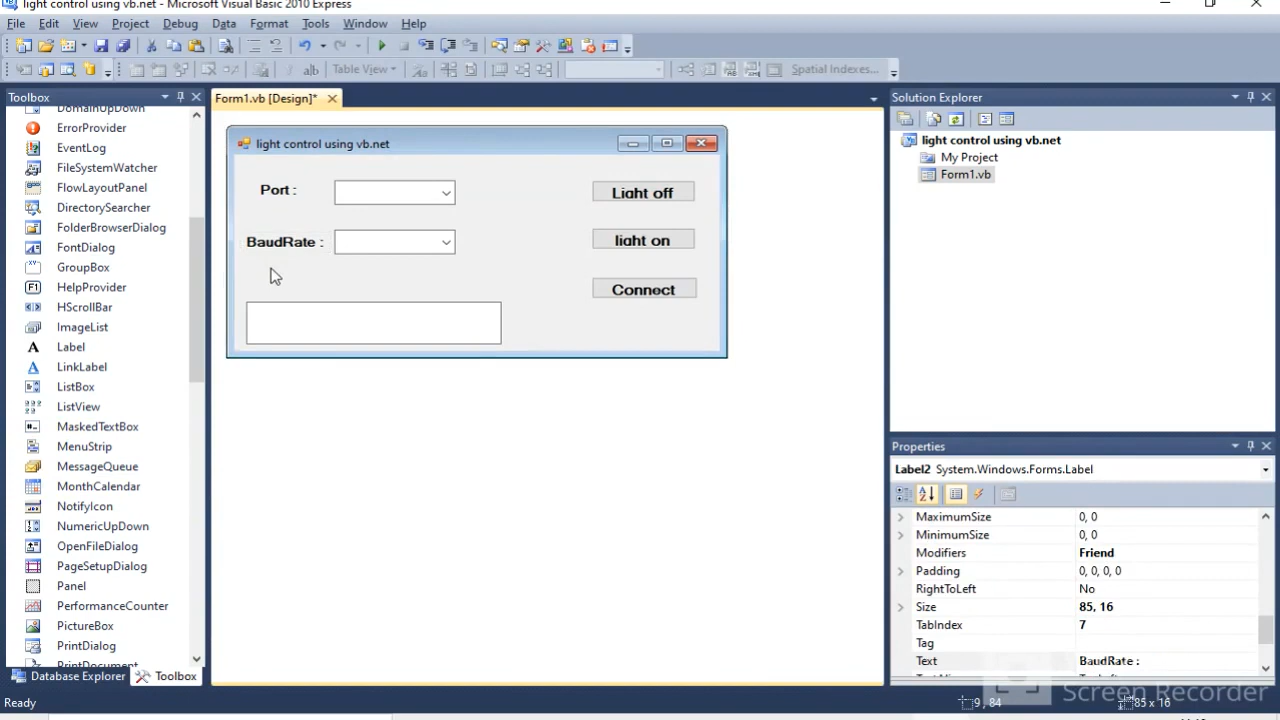 light control using vb.net - Microsoft Visual Basic 2010 Express
File Edit View Project Debug Data Format Tools Window Help
Table View Spatial Indexes...
Toolbox
DomainUpDown
ErrorProvider
EventLog
FileSystemWatcher
FlowLayoutPanel
DirectorySearcher
FolderBrowserDialog
FontDialog
GroupBox
HelpProvider
HScrollBar
ImageList
Label
LinkLabel
ListBox
ListView
MaskedTextBox
MenuStrip
MessageQueue
MonthCalendar
NotifyIcon
NumericUpDown
OpenFileDialog
PageSetupDialog
Panel
PerformanceCounter
PictureBox
PrintDialog
PrintDocument
Database Explorer Toolbox
Form1.vb [Design]*
light control using vb.net
Port : Light off
BaudRate : light on
Connect
Solution Explorer
light control using vb.net
My Project
Form1.vb
Properties
Label2 System.Windows.Forms.Label
MaximumSize 0, 0
MinimumSize 0, 0
Modifiers Friend
Padding 0, 0, 0, 0
RightToLeft No
Size 85, 16
TabIndex 7
Tag
Text BaudRate :
Screen Recorder
Ready 9 , 84 85 x 16